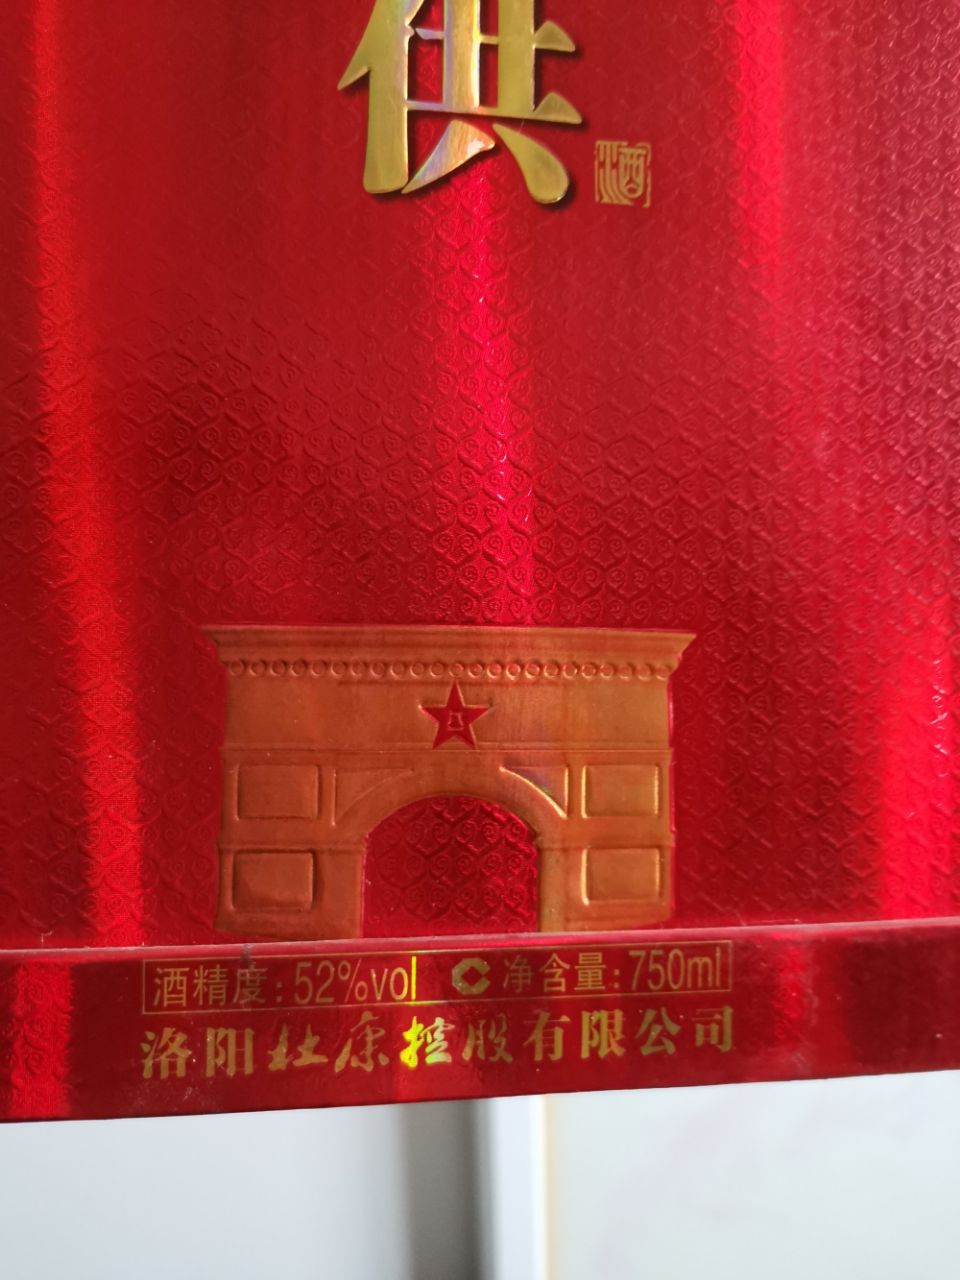 供
酒
酒精度:52%vol C 净含量:750ml
洛阳杜康控股有限公司